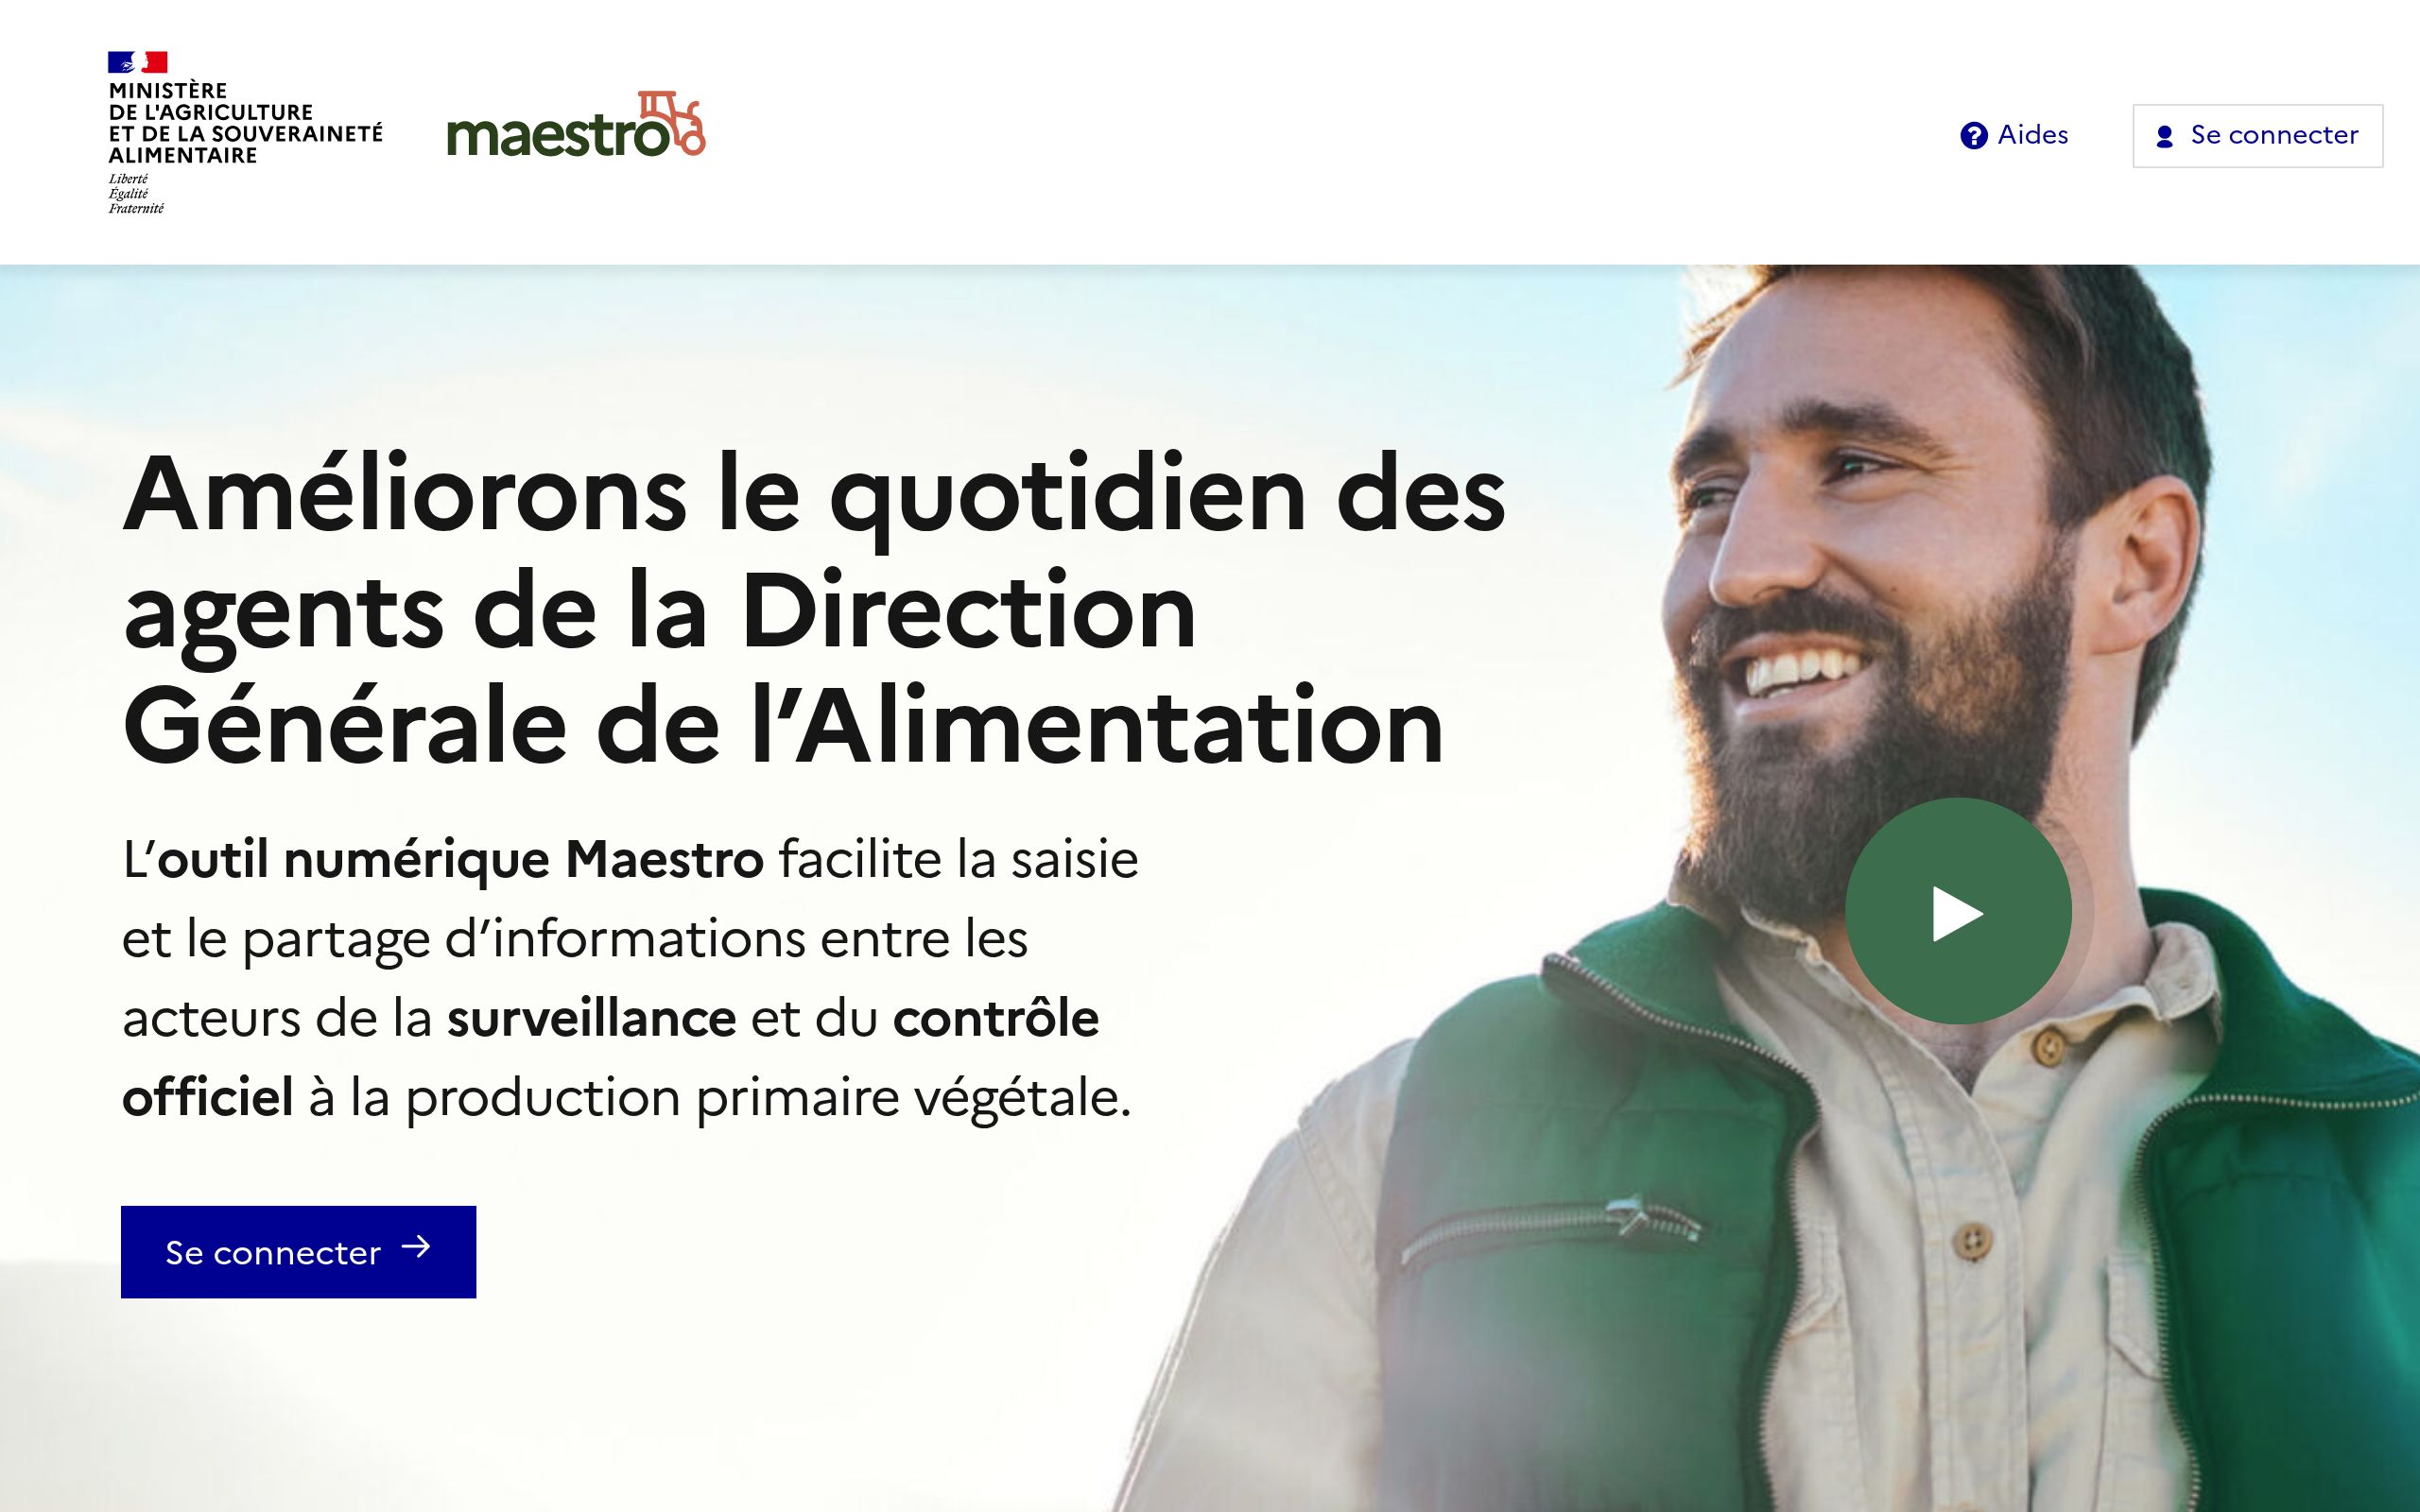 MINISTÈRE
DE L'AGRICULTURE
ET DE LA SOUVERAINETÉ
ALIMENTAIRE
Liberté
Égalité
Fraternité
maestro
Aides
Se connecter
Améliorons le quotidien des
agents de la Direction
Générale de l’Alimentation
L’outil numérique Maestro facilite la saisie
et le partage d’informations entre les
acteurs de la surveillance et du contrôle
officiel à la production primaire végétale.
Se connecter →